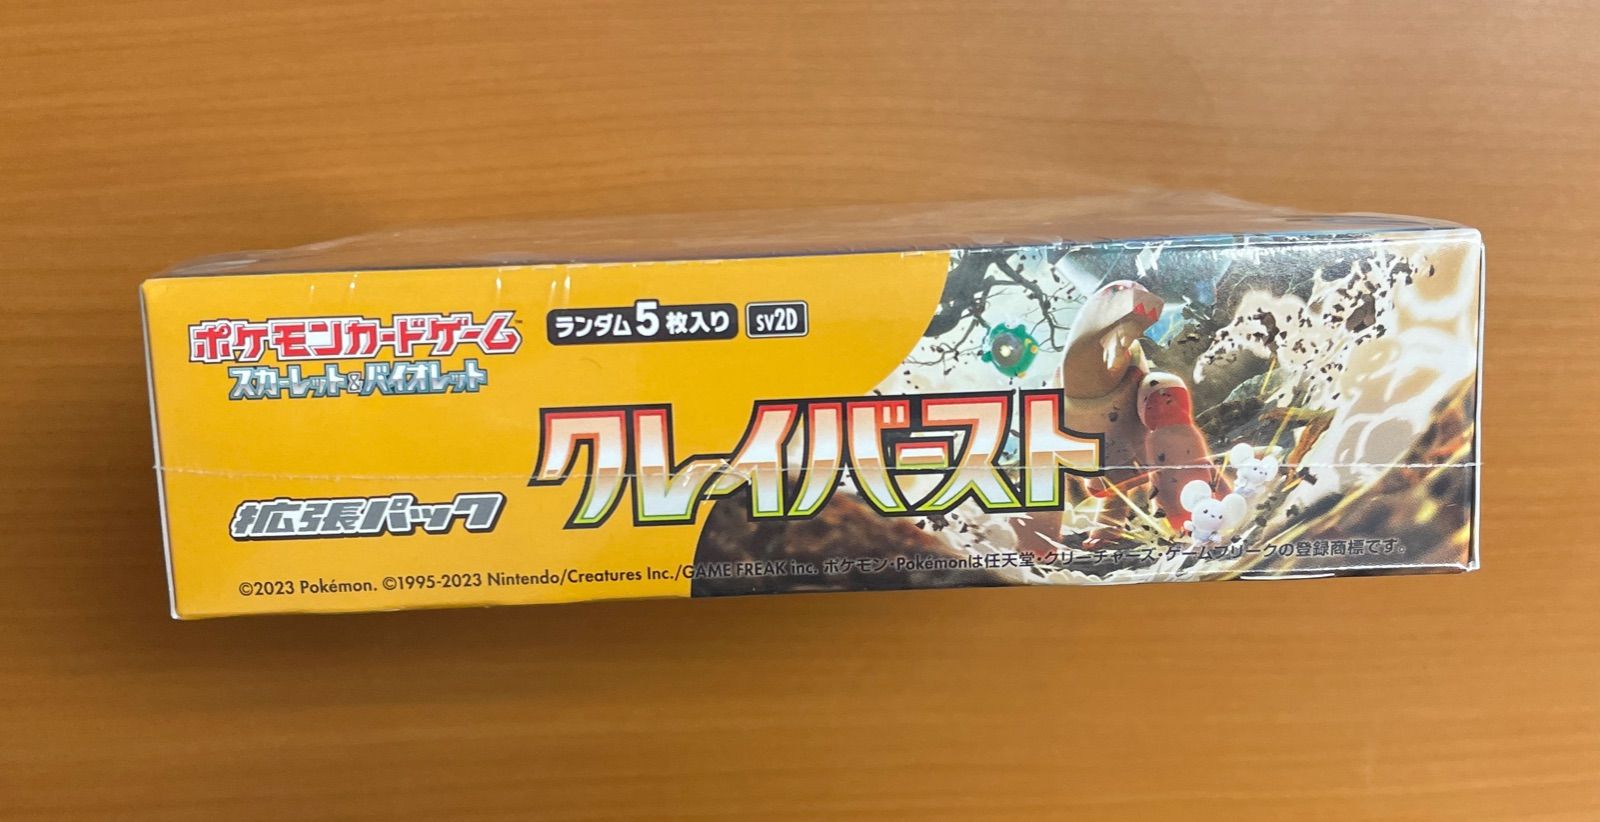 ポケモンカードゲーム™
スカーレット&バイオレット
ランダム5枚入り
SV2D
クレイバースト
拡張パック
©2023 Pokémon. ©1995-2023 Nintendo/Creatures Inc./GAME FREAK inc. ポケモン・Pokémonは任天堂・クリーチャーズ・ゲームフリークの登録商標です。